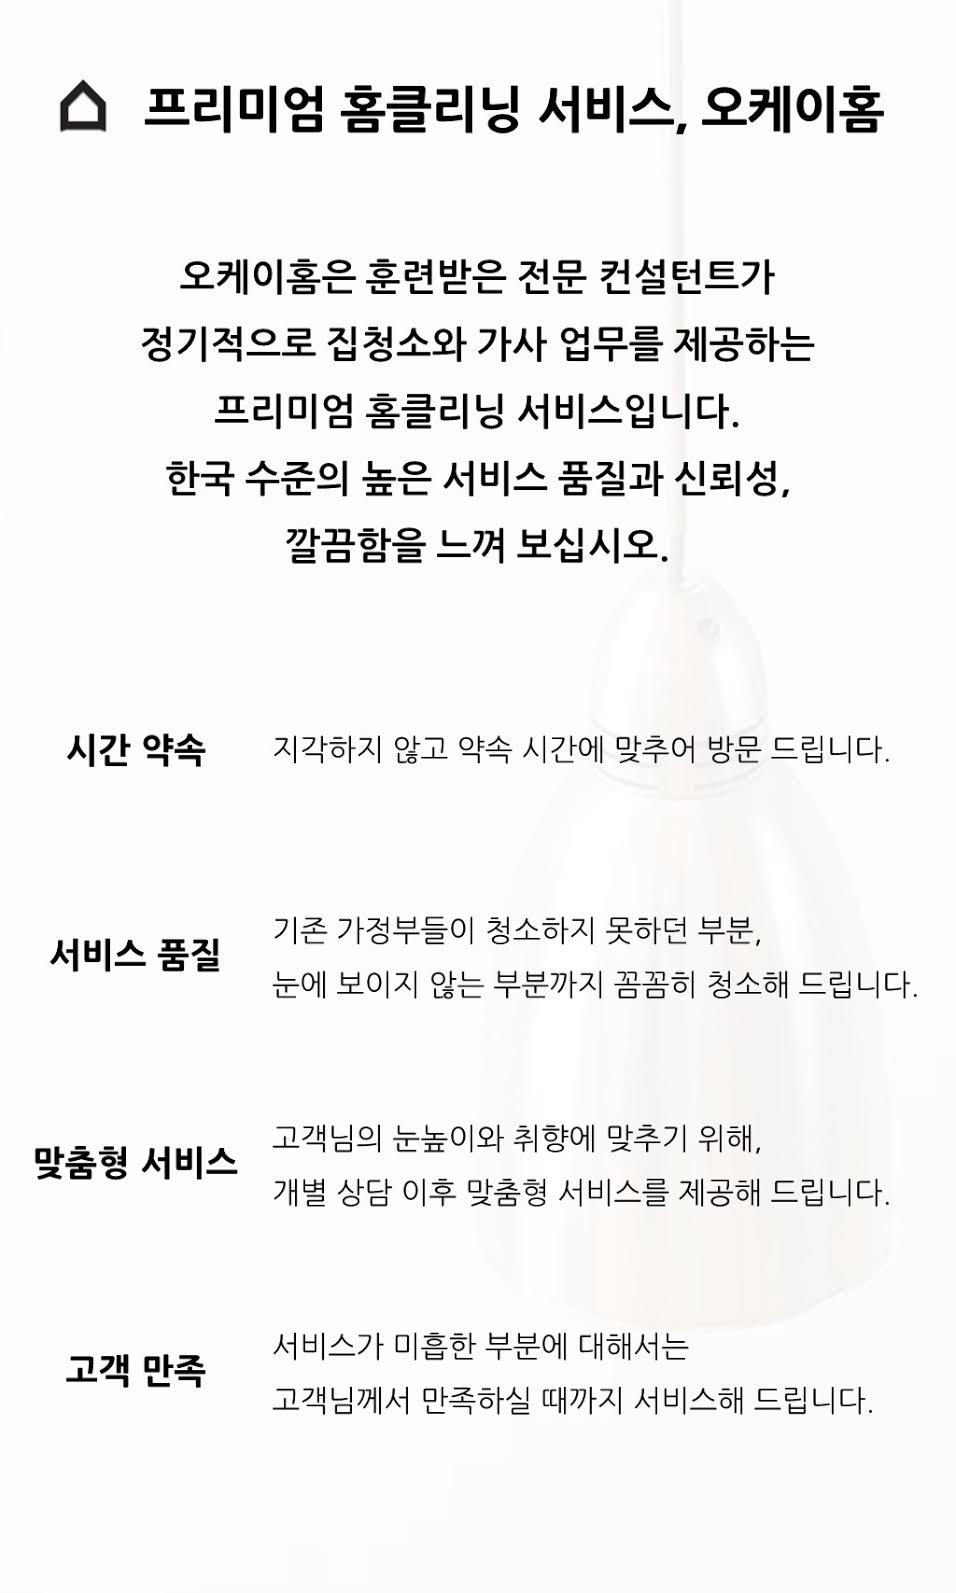 프리미엄 홈클리닝 서비스, 오케이홈
오케이홈은 훈련받은 전문 컨설턴트가
정기적으로 집청소와 가사 업무를 제공하는
프리미엄 홈클리닝 서비스입니다.
한국 수준의 높은 서비스 품질과 신뢰성,
깔끔함을 느껴 보십시오.
시간 약속 지각하지 않고 약속 시간에 맞추어 방문 드립니다.
서비스 품질
기존 가정부들이 청소하지 못하던 부분,
눈에 보이지 않는 부분까지 꼼꼼히 청소해 드립니다.
맞춤형 서비스
고객님의 눈높이와 취향에 맞추기 위해,
개별 상담 이후 맞춤형 서비스를 제공해 드립니다.
고객 만족
서비스가 미흡한 부분에 대해서는
고객님께서 만족하실 때까지 서비스해 드립니다.